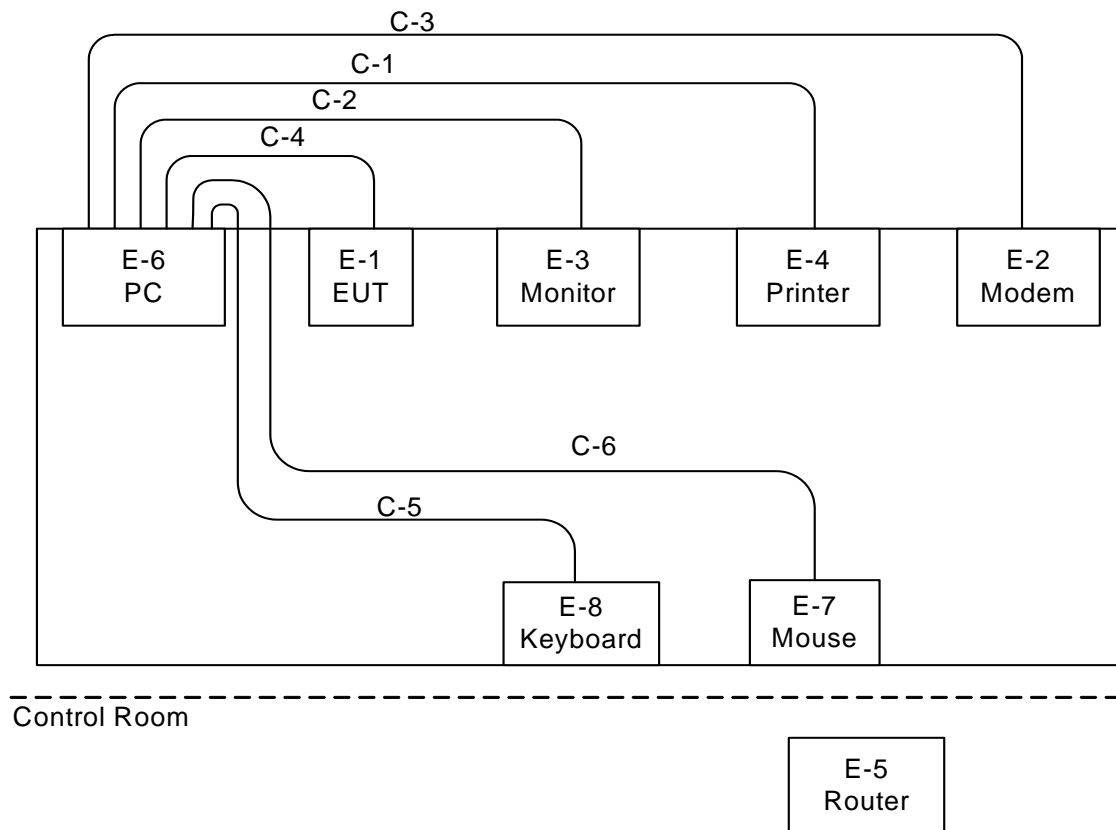 C-3
C-1
C-2
C-4
E-6
PC
E-1
EUT
E-3
Monitor
E-4
Printer
E-2
Modem
C-6
C-5
E-8
Keyboard
E-7
Mouse
Control Room
E-5
Router